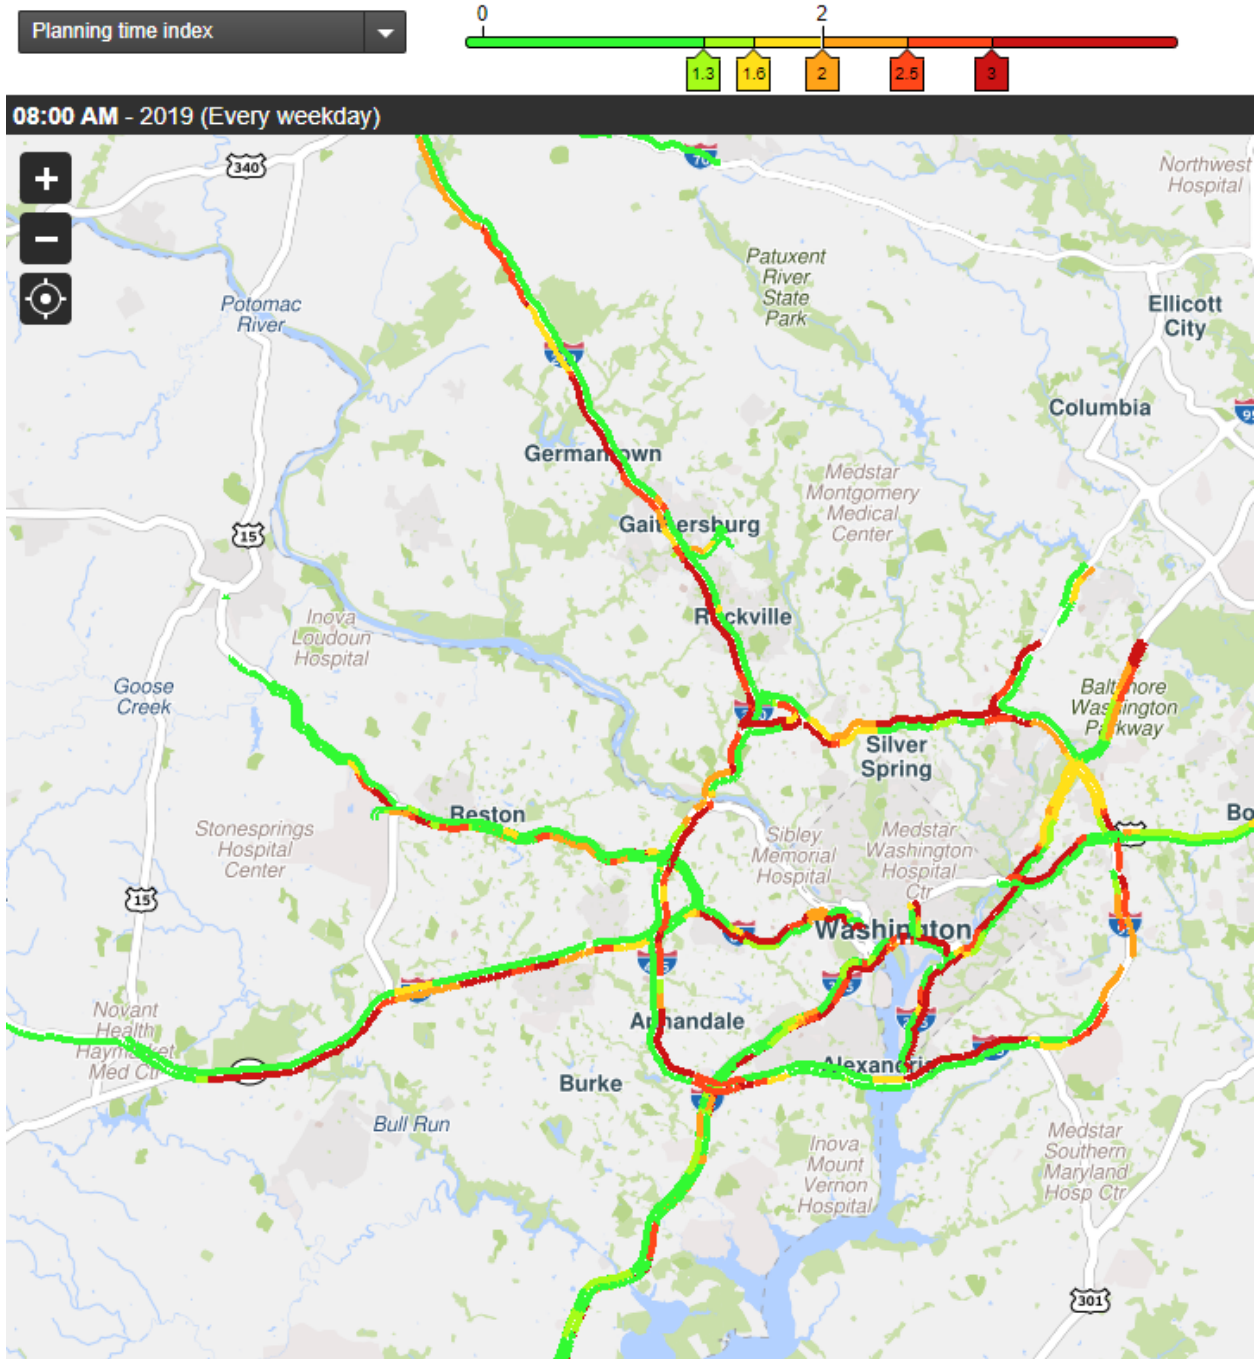 Planning time index
0
2
1.3
1.6
2
2.5
3
08:00 AM - 2019 (Every weekday)
+
−
340
70
Northwest
Hospital
Patuxent
River
State
Park
Potomac
River
Ellicott
City
Columbia
95
Germantown
Medstar
Montgomery
Medical
Center
Gaithersburg
15
Inova
Loudoun
Hospital
Rockville
Goose
Creek
Baltimore
Washington
Parkway
Silver
Spring
Reston
Stonesprings
Hospital
Center
Sibley
Memorial
Hospital
Medstar
Washington
Hospital
Ctr
Bo
15
Washington
Novant
Health
Haymarket
Med Ctr
Annandale
Alexandria
Burke
Bull Run
Inova
Mount
Vernon
Hospital
Medstar
Southern
Maryland
Hosp Ctr
301